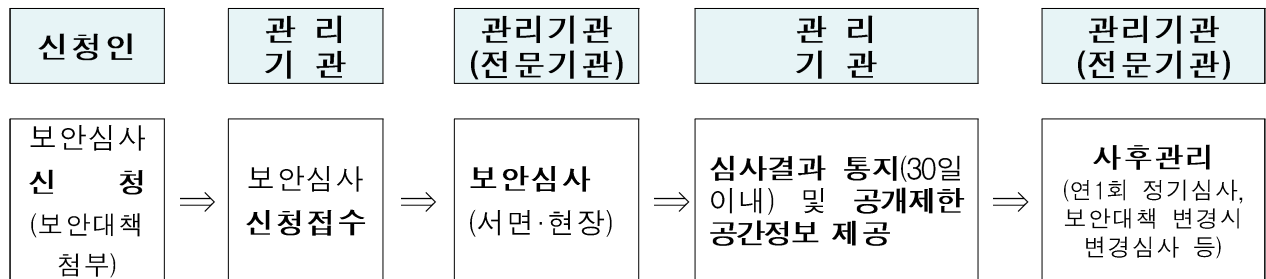 신청인
관 리
기 관
관리기관
(전문기관)
관 리
기 관
관리기관
(전문기관)
보안심사
신 청
(보안대책
첨부)
⇒
보안심사
신청접수
⇒
보안심사
(서면·현장)
⇒
심사결과 통지(30일
이내) 및 공개제한
공간정보 제공
⇒
사후관리
(연1회 정기심사,
보안대책 변경시
변경심사 등)